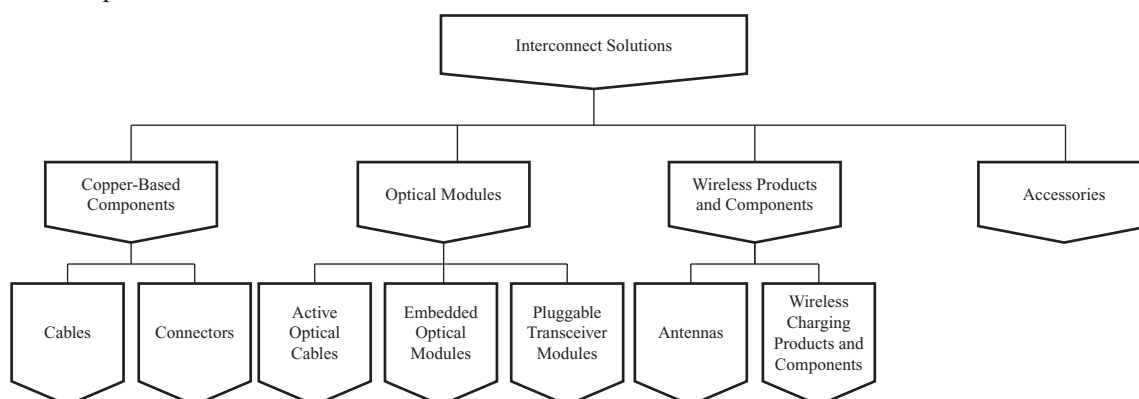 Interconnect Solutions
Copper-Based
Components
Optical Modules
Wireless Products
and Components
Accessories
Cables
Connectors
Active
Optical
Cables
Embedded
Optical
Modules
Pluggable
Transceiver
Modules
Antennas
Wireless
Charging
Products and
Components